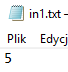 in1.txt –
Plik Edycj
5